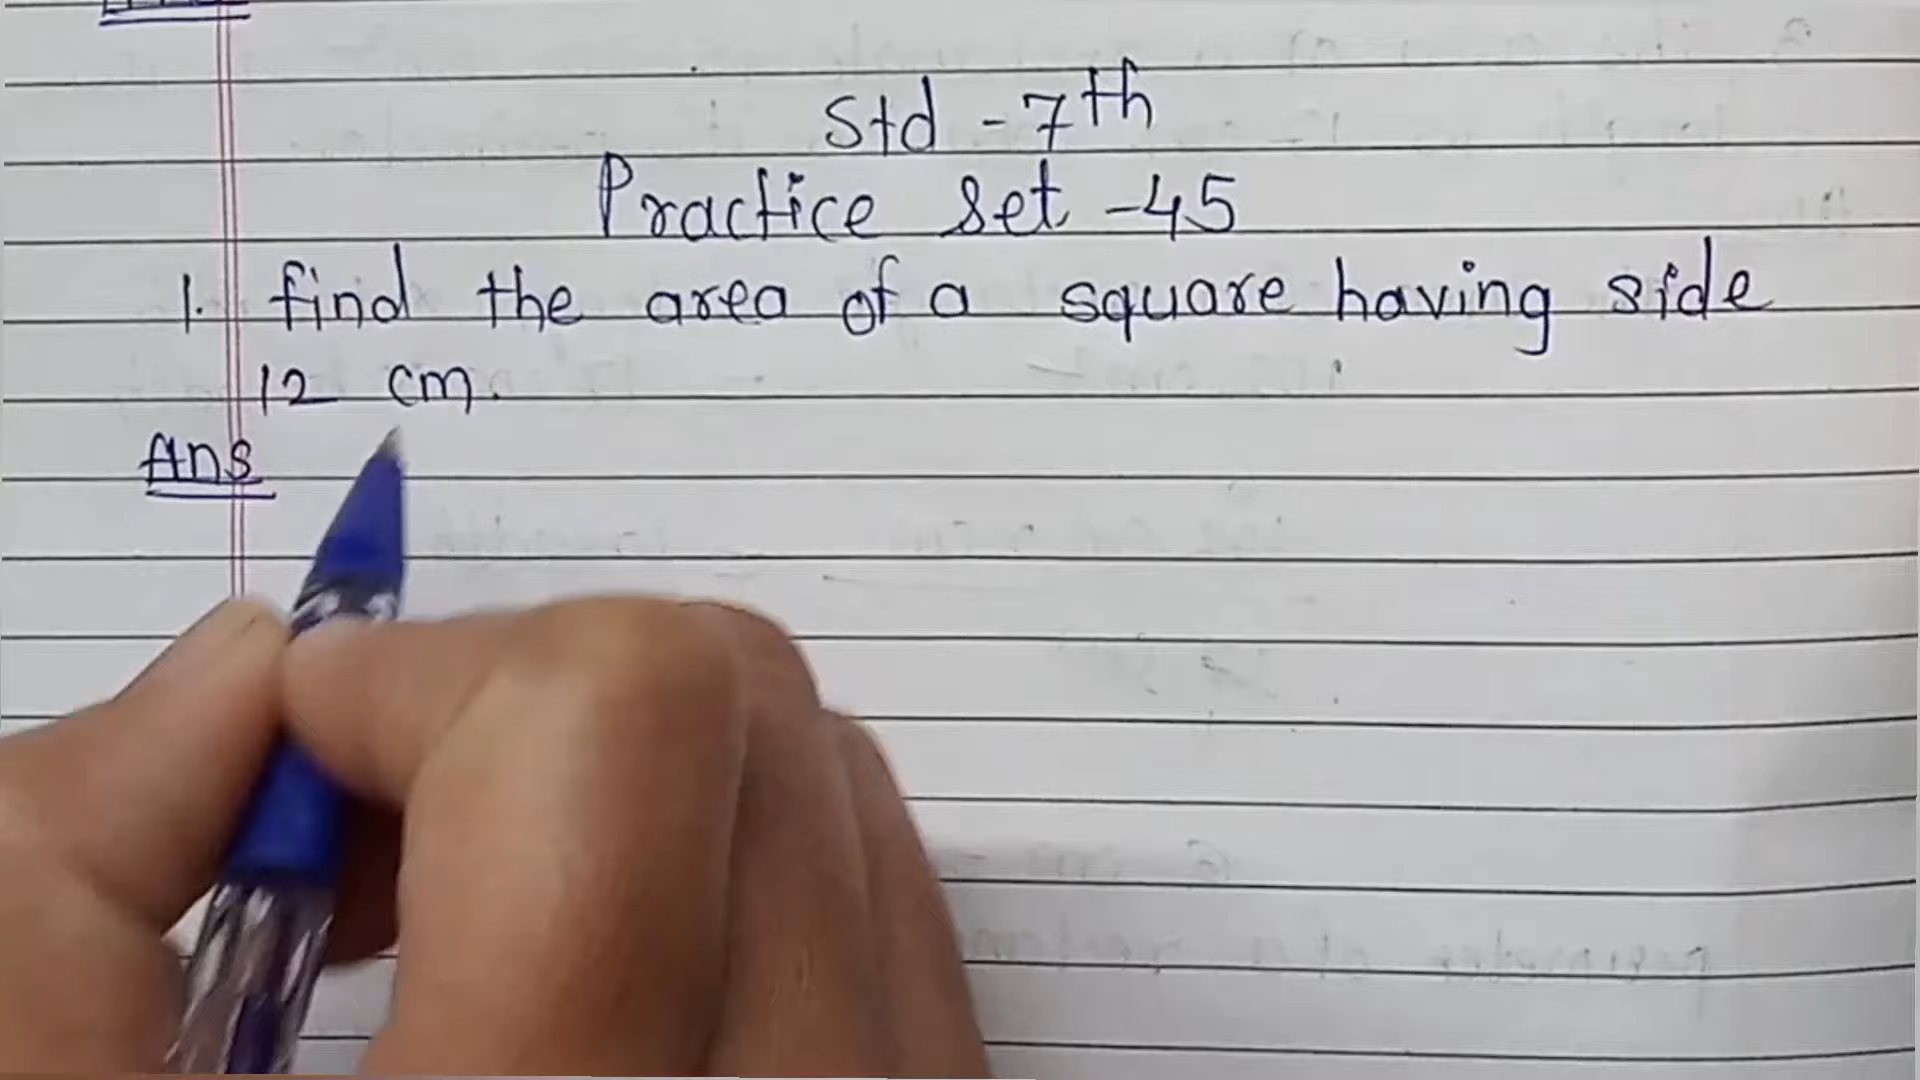 Std - 7th
Practice set - 45
1. find the area of a square having side
12 cm.
Ans